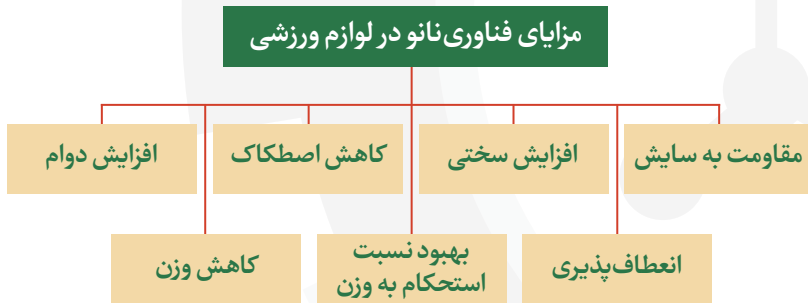 مزایای فناوری‌نانو در لوازم ورزشی
مقاومت به سایش
افزایش سختی
کاهش اصطکاک
افزایش دوام
انعطاف‌پذیری
بهبود نسبت
استحکام به وزن
کاهش وزن